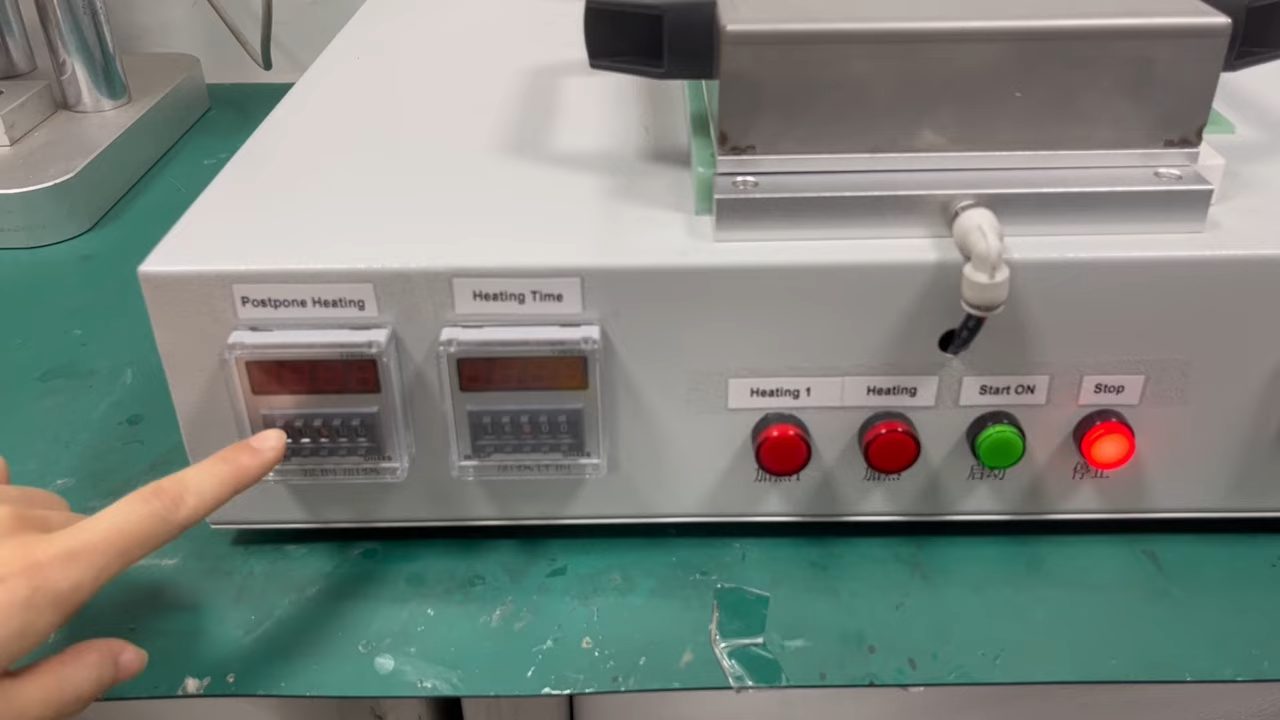 Postpone Heating
Heating Time
Heating 1
Heating
Start ON
Stop
启动
停止